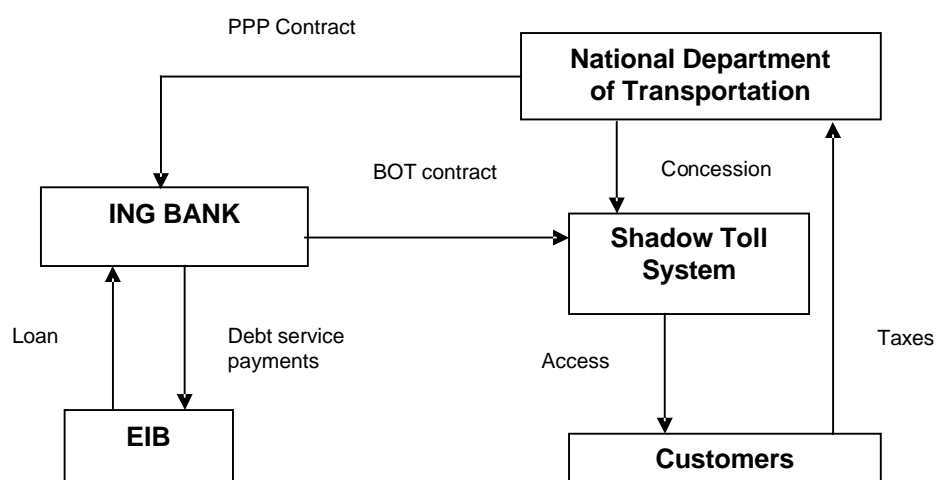 PPP Contract
National Department
of Transportation
BOT contract
Concession
ING BANK
Shadow Toll
System
Loan
Debt service
payments
Access
Taxes
EIB
Customers